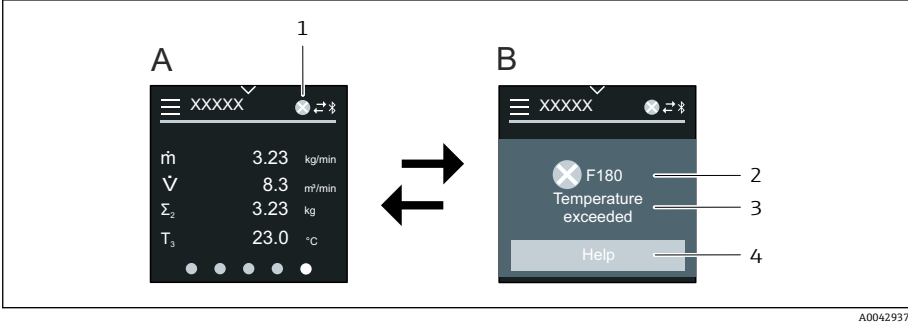 1
A
B
XXXXX
XXXXX
ṁ 3.23 kg/min
V̇ 8.3 m³/min
Σ₂ 3.23 kg
T₃ 23.0 °C
F180
Temperature
exceeded
Help
2
3
4
A0042937